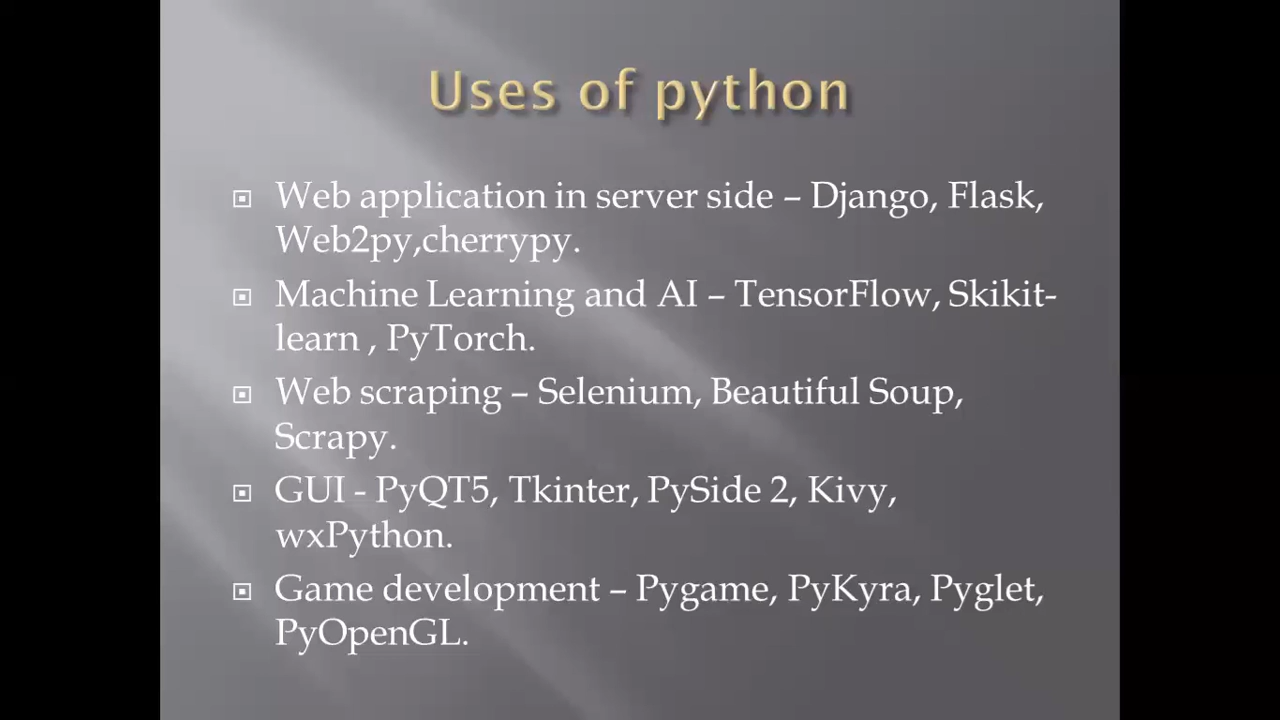 Uses of python
Web application in server side – Django, Flask,
Web2py,cherrypy.
Machine Learning and AI – TensorFlow, Skikit-
learn , PyTorch.
Web scraping – Selenium, Beautiful Soup,
Scrapy.
GUI - PyQT5, Tkinter, PySide 2, Kivy,
wxPython.
Game development – Pygame, PyKyra, Pyglet,
PyOpenGL.